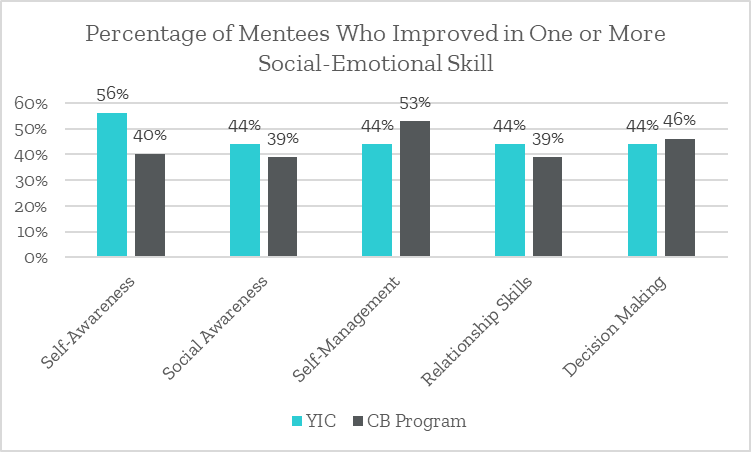 Percentage of Mentees Who Improved in One or More
Social-Emotional Skill
56%
40%
44%
39%
44%
53%
44%
39%
44%
46%
60%
50%
40%
30%
20%
10%
0%
Self-Awareness
Social Awareness
Self-Management
Relationship Skills
Decision Making
YIC
CB Program